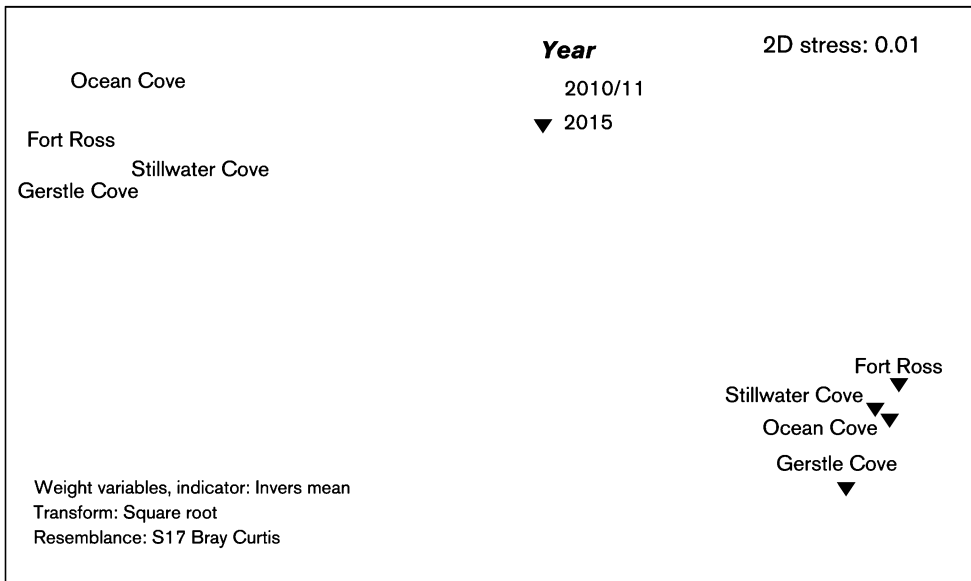 Year
2D stress: 0.01
Ocean Cove
2010/11
2015
Fort Ross
Stillwater Cove
Gerstle Cove
Fort Ross
Stillwater Cove
Ocean Cove
Gerstle Cove
Weight variables, indicator: Invers mean
Transform: Square root
Resemblance: S17 Bray Curtis